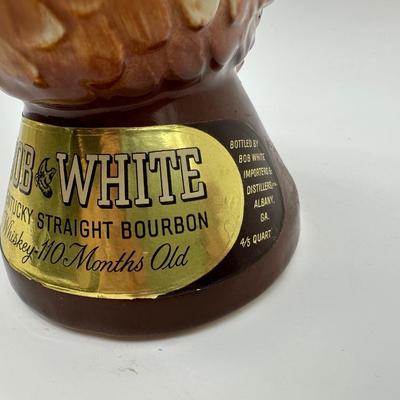 OB WHITE
NTUCKY STRAIGHT BOURBON
Whiskey-110 Months Old
BOTTLED BY
BOB WHITE
IMPORTERS &
DISTILLERS
ALBANY,
GA.
4/5 QUART